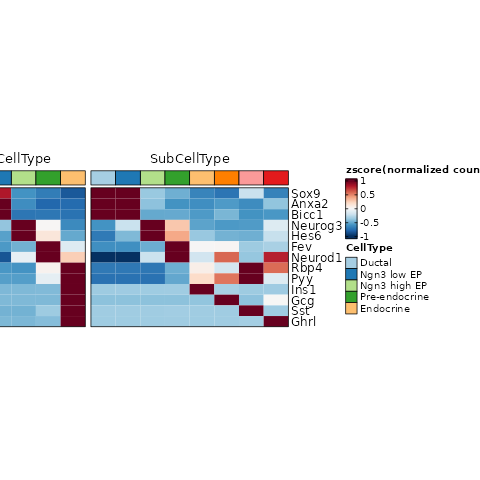 CellType SubCellType
zscore(normalized coun
1
0.5
0
-0.5
-1
Sox9
Anxa2
Bicc1
Neurog3
Hes6
Fev
Neurod1
Rbp4
Pyy
Ins1
Gcg
Sst
Ghrl
CellType
Ductal
Ngn3 low EP
Ngn3 high EP
Pre-endocrine
Endocrine